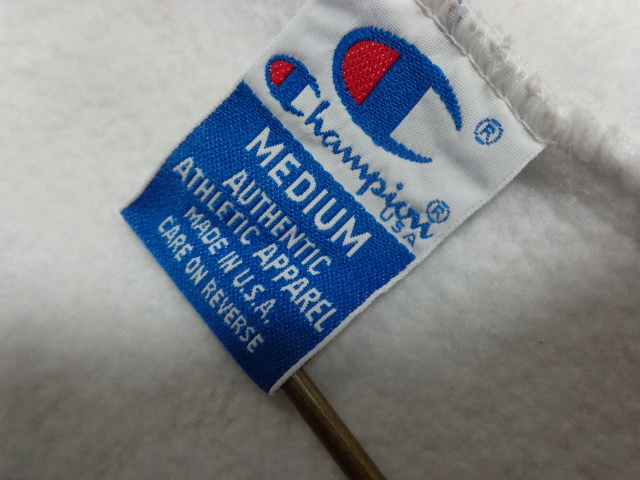 ®
Champion®
USA
MEDIUM
AUTHENTIC
ATHLETIC APPAREL
MADE IN U.S.A,
CARE ON REVERSE